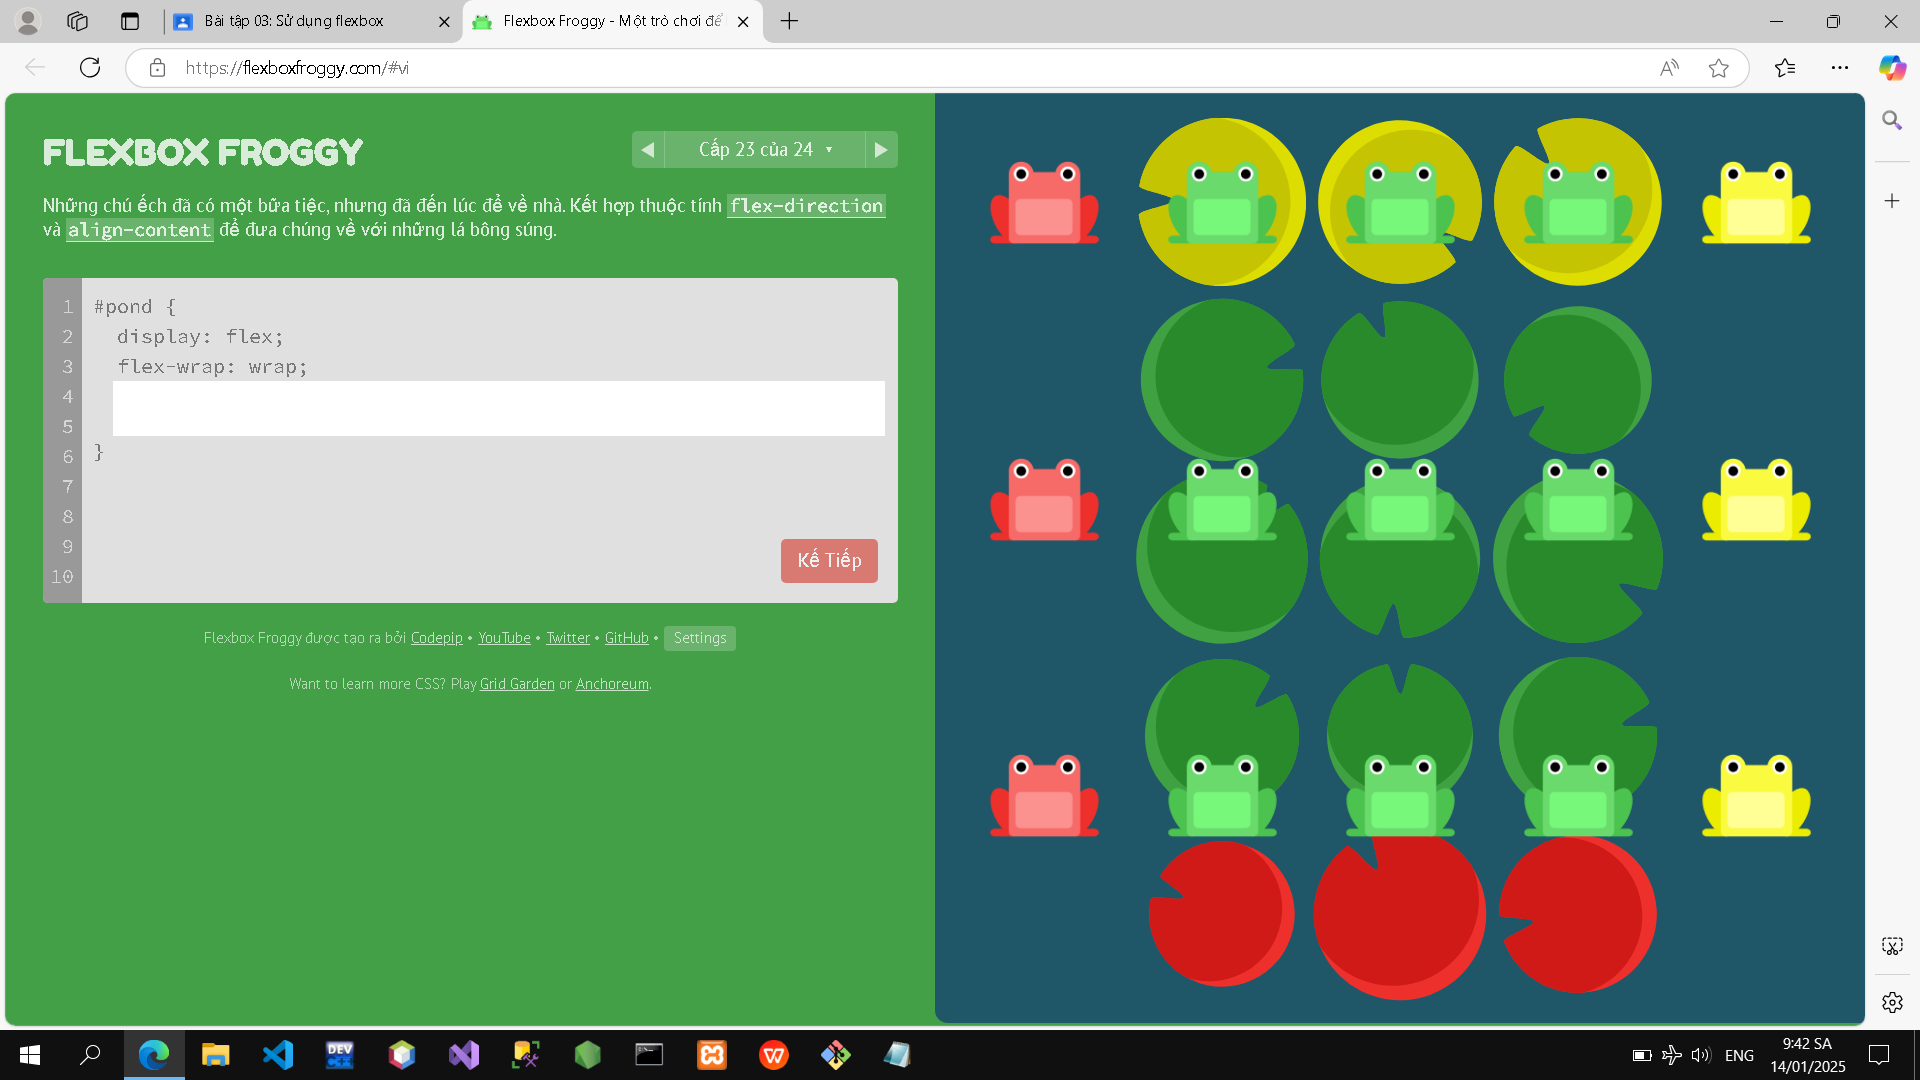 Bài tập 03: Sử dụng flexbox
Flexbox Froggy - Một trò chơi để
https://flexboxfroggy.com/#vi
FLEXBOX FROGGY
Cấp 23 của 24
Những chú ếch đã có một bữa tiệc, nhưng đã đến lúc để về nhà. Kết hợp thuộc tính flex-direction
và align-content để đưa chúng về với những lá bông súng.
1 #pond {
2 display: flex;
3 flex-wrap: wrap;
4
5
6 }
7
8
9
10
Kế Tiếp
Flexbox Froggy được tạo ra bởi Codepip • YouTube • Twitter • GitHub • Settings
Want to learn more CSS? Play Grid Garden or Anchoreum.
DEV
C++
ENG
9:42 SA
14/01/2025